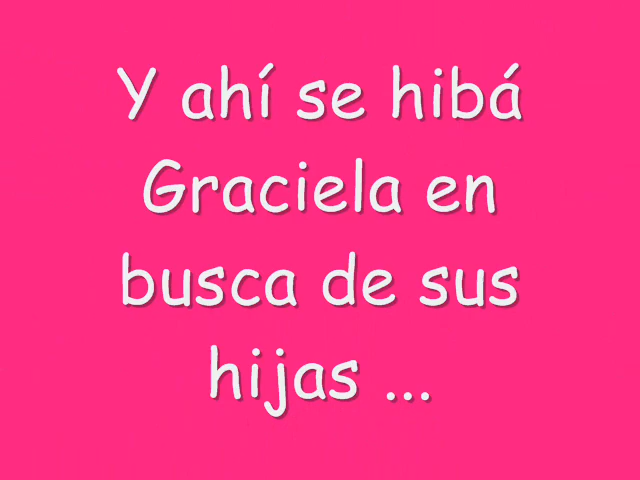 Y ahí se hibá
Graciela en
busca de sus
hijas ...